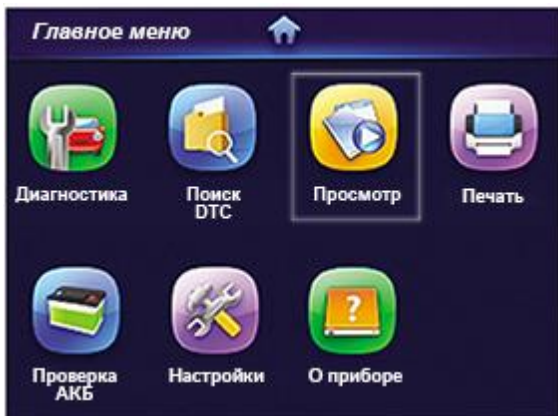 Главное меню
Диагностика
Поиск
DTC
Просмотр
Печать
Проверка
АКБ
Настройки
?
О приборе